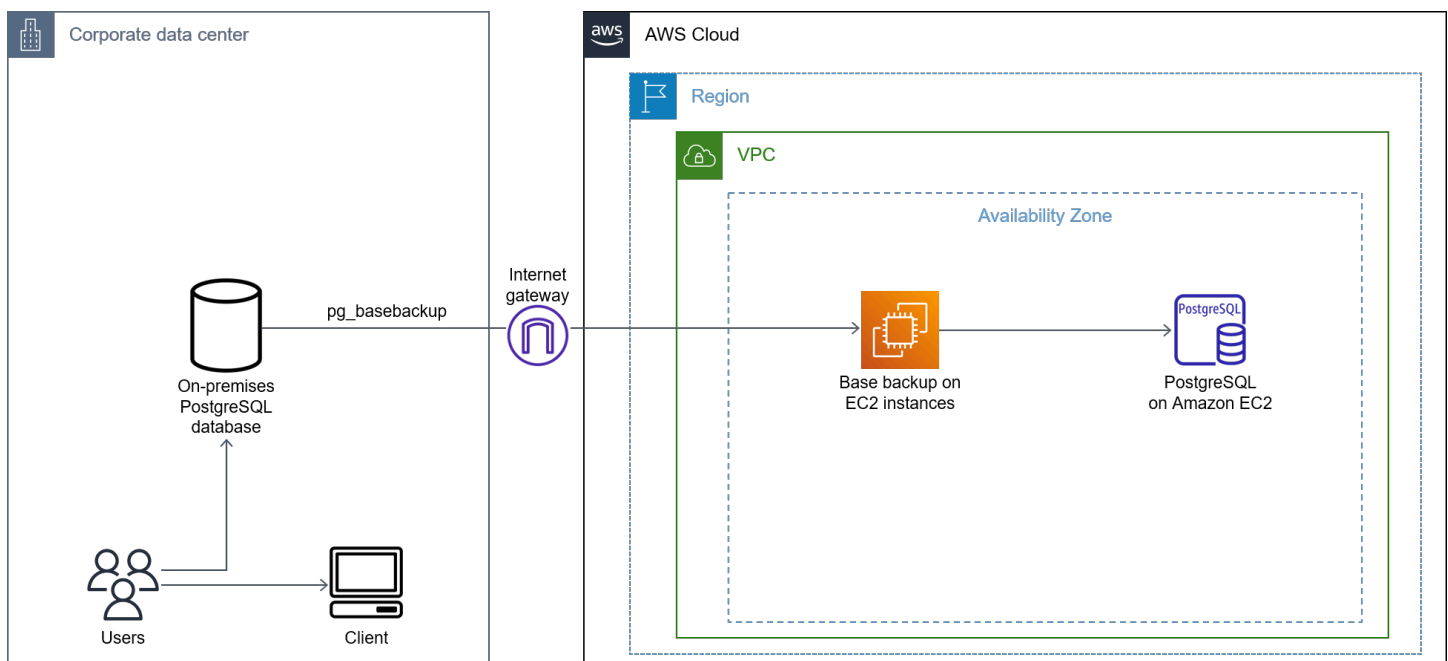 Corporate data center
aws
AWS Cloud
Region
VPC
Availability Zone
Internet
gateway
pg_basebackup
PostgreSQL
On-premises
PostgreSQL
database
Base backup on
EC2 instances
PostgreSQL
on Amazon EC2
Users
Client